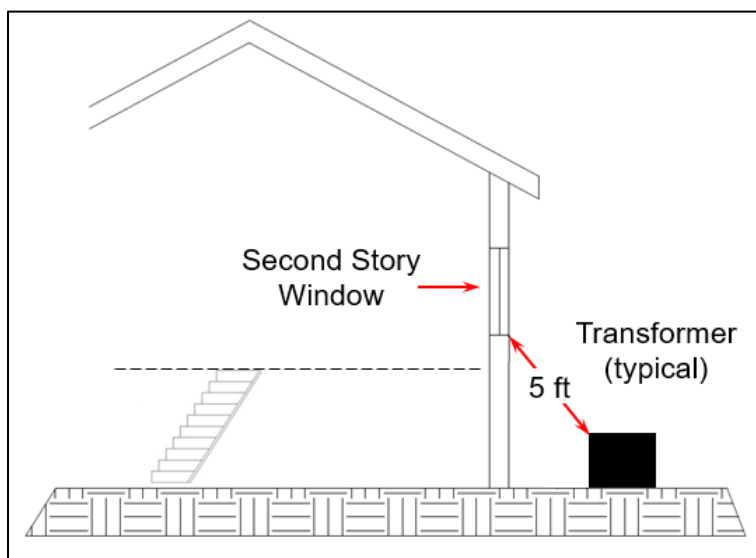 Second Story
Window
Transformer
(typical)
5 ft